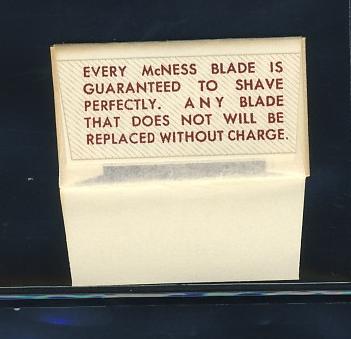 EVERY McNESS BLADE IS
GUARANTEED TO SHAVE
PERFECTLY. ANY BLADE
THAT DOES NOT WILL BE
REPLACED WITHOUT CHARGE.